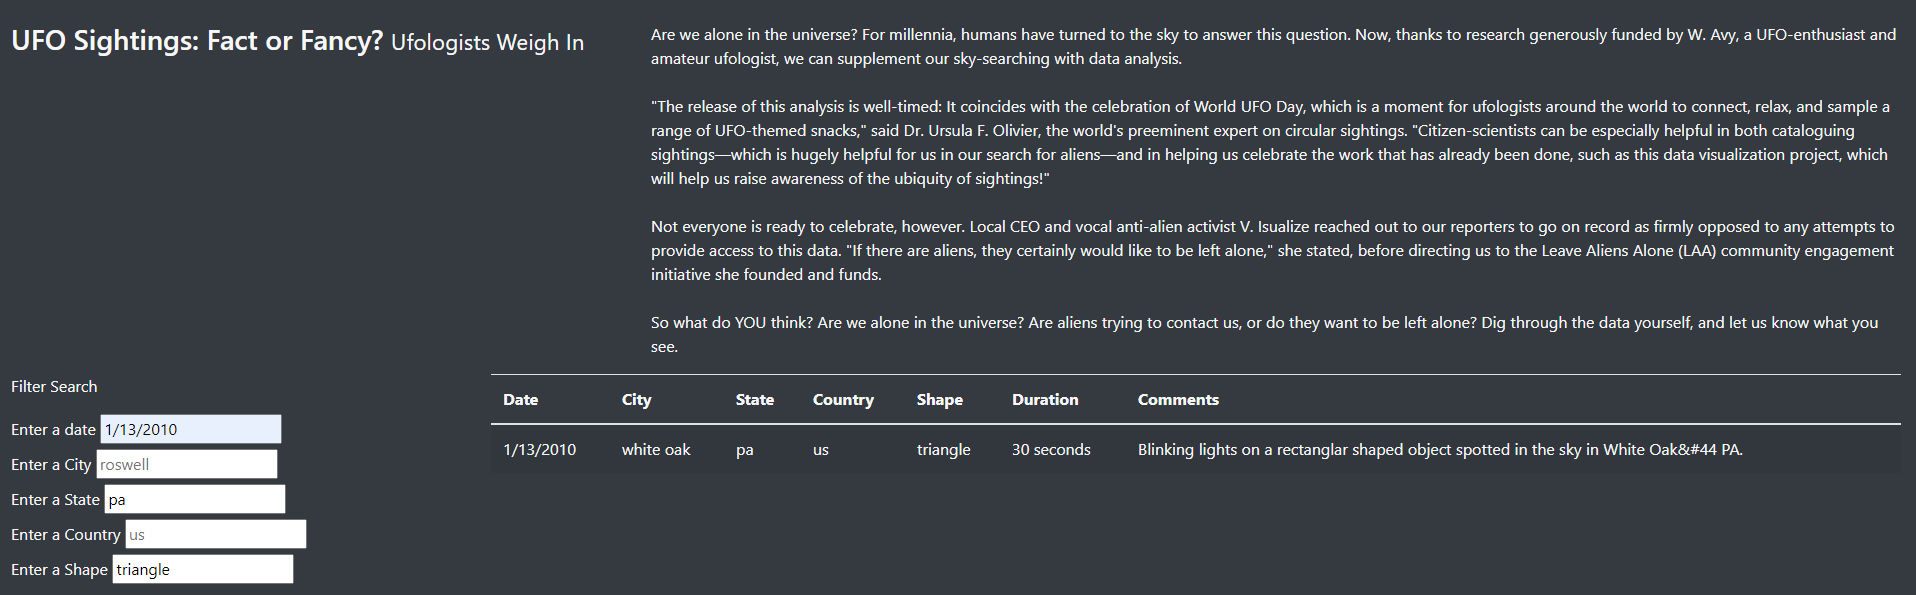 UFO Sightings: Fact or Fancy? Ufologists Weigh In
Are we alone in the universe? For millennia, humans have turned to the sky to answer this question. Now, thanks to research generously funded by W. Avy, a UFO-enthusiast and
amateur ufologist, we can supplement our sky-searching with data analysis.
"The release of this analysis is well-timed: It coincides with the celebration of World UFO Day, which is a moment for ufologists around the world to connect, relax, and sample a
range of UFO-themed snacks," said Dr. Ursula F. Olivier, the world's preeminent expert on circular sightings. "Citizen-scientists can be especially helpful in both cataloguing
sightings—which is hugely helpful for us in our search for aliens—and in helping us celebrate the work that has already been done, such as this data visualization project, which
will help us raise awareness of the ubiquity of sightings!"
Not everyone is ready to celebrate, however. Local CEO and vocal anti-alien activist V. Isualize reached out to our reporters to go on record as firmly opposed to any attempts to
provide access to this data. "If there are aliens, they certainly would like to be left alone," she stated, before directing us to the Leave Aliens Alone (LAA) community engagement
initiative she founded and funds.
So what do YOU think? Are we alone in the universe? Are aliens trying to contact us, or do they want to be left alone? Dig through the data yourself, and let us know what you
see.
Filter Search
Enter a date 1/13/2010
Enter a City roswell
Enter a State pa
Enter a Country us
Enter a Shape triangle
Date City State Country Shape Duration Comments
1/13/2010 white oak pa us triangle 30 seconds Blinking lights on a rectanglar shaped object spotted in the sky in White Oak&#44 PA.